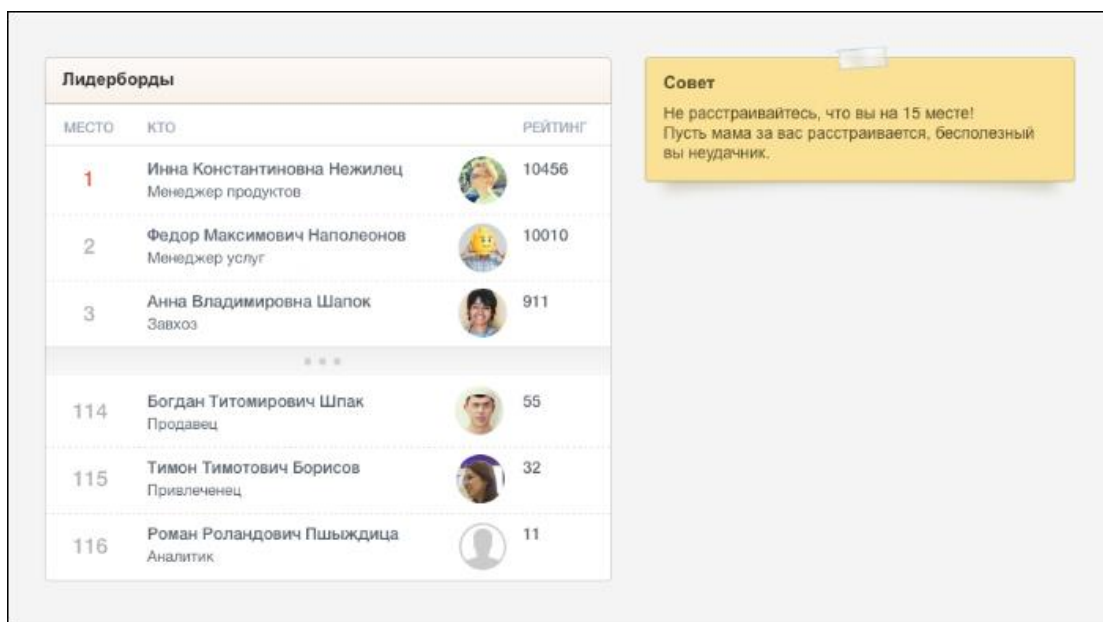 Лидерборды
МЕСТО КТО РЕЙТИНГ
1 Инна Константиновна Нежилец 10456
Менеджер продуктов
2 Федор Максимович Наполеонов 10010
Менеджер услуг
3 Анна Владимировна Шапок 911
Завхоз
114 Богдан Титомирович Шпак 55
Продавец
115 Тимон Тимотович Борисов 32
Привлеченец
116 Роман Роландович Пшыждица 11
Аналитик
Совет
Не расстраивайтесь, что вы на 15 месте!
Пусть мама за вас расстраивается, бесполезный
вы неудачник.